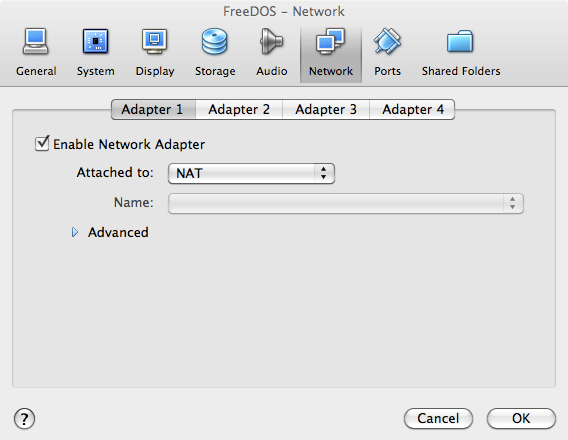 FreeDOS – Network
General System Display Storage Audio Network Ports Shared Folders
Adapter 1 Adapter 2 Adapter 3 Adapter 4
Enable Network Adapter
Attached to: NAT
Name:
Advanced
? Cancel OK